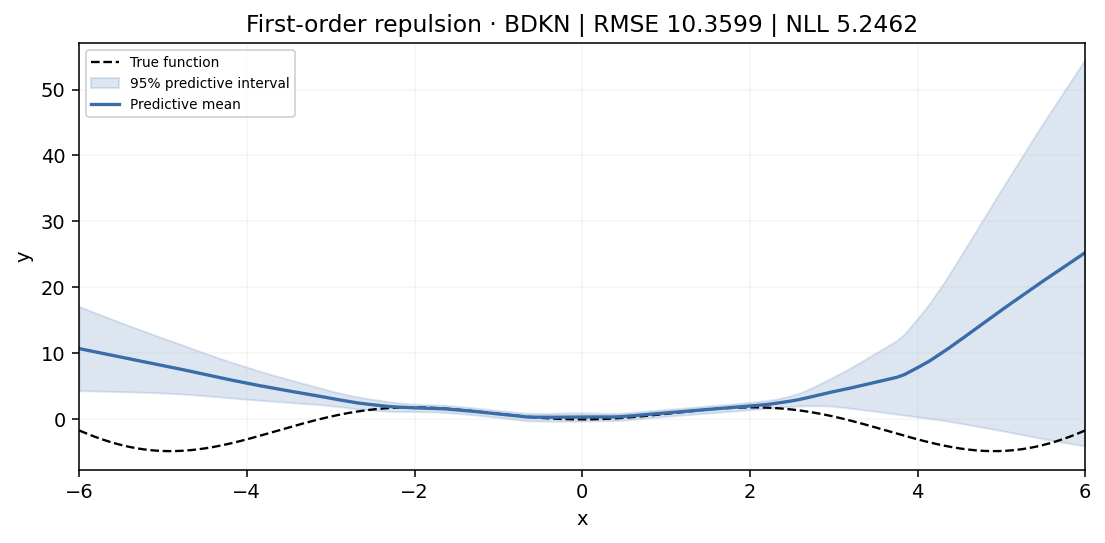 First-order repulsion · BDKN | RMSE 10.3599 | NLL 5.2462
True function
95% predictive interval
Predictive mean
50
40
30
20
10
0
y
−6
−4
−2
0
2
4
6
x